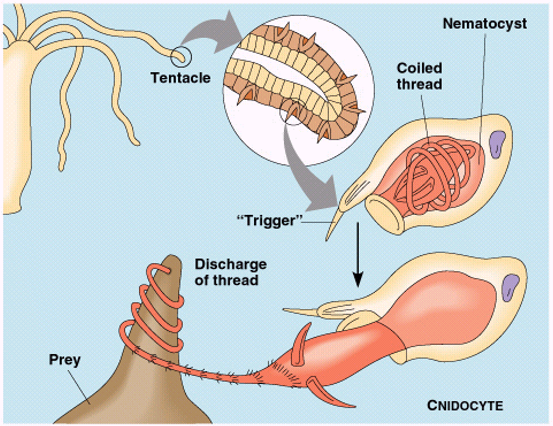 Nematocyst
Tentacle
Coiled
thread
“Trigger”
Discharge
of thread
Prey
CNIDOCYTE